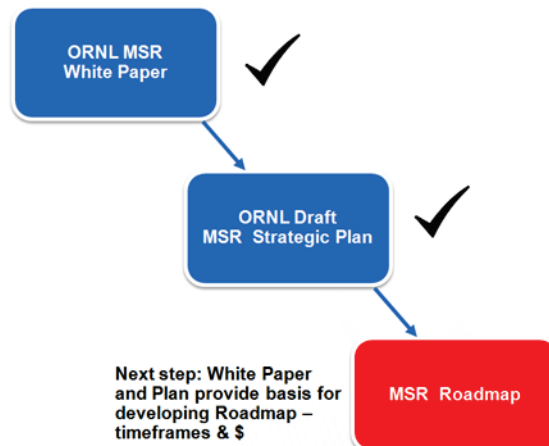 ORNL MSR
White Paper
ORNL Draft
MSR Strategic Plan
Next step: White Paper
and Plan provide basis for
developing Roadmap –
timeframes & $
MSR Roadmap